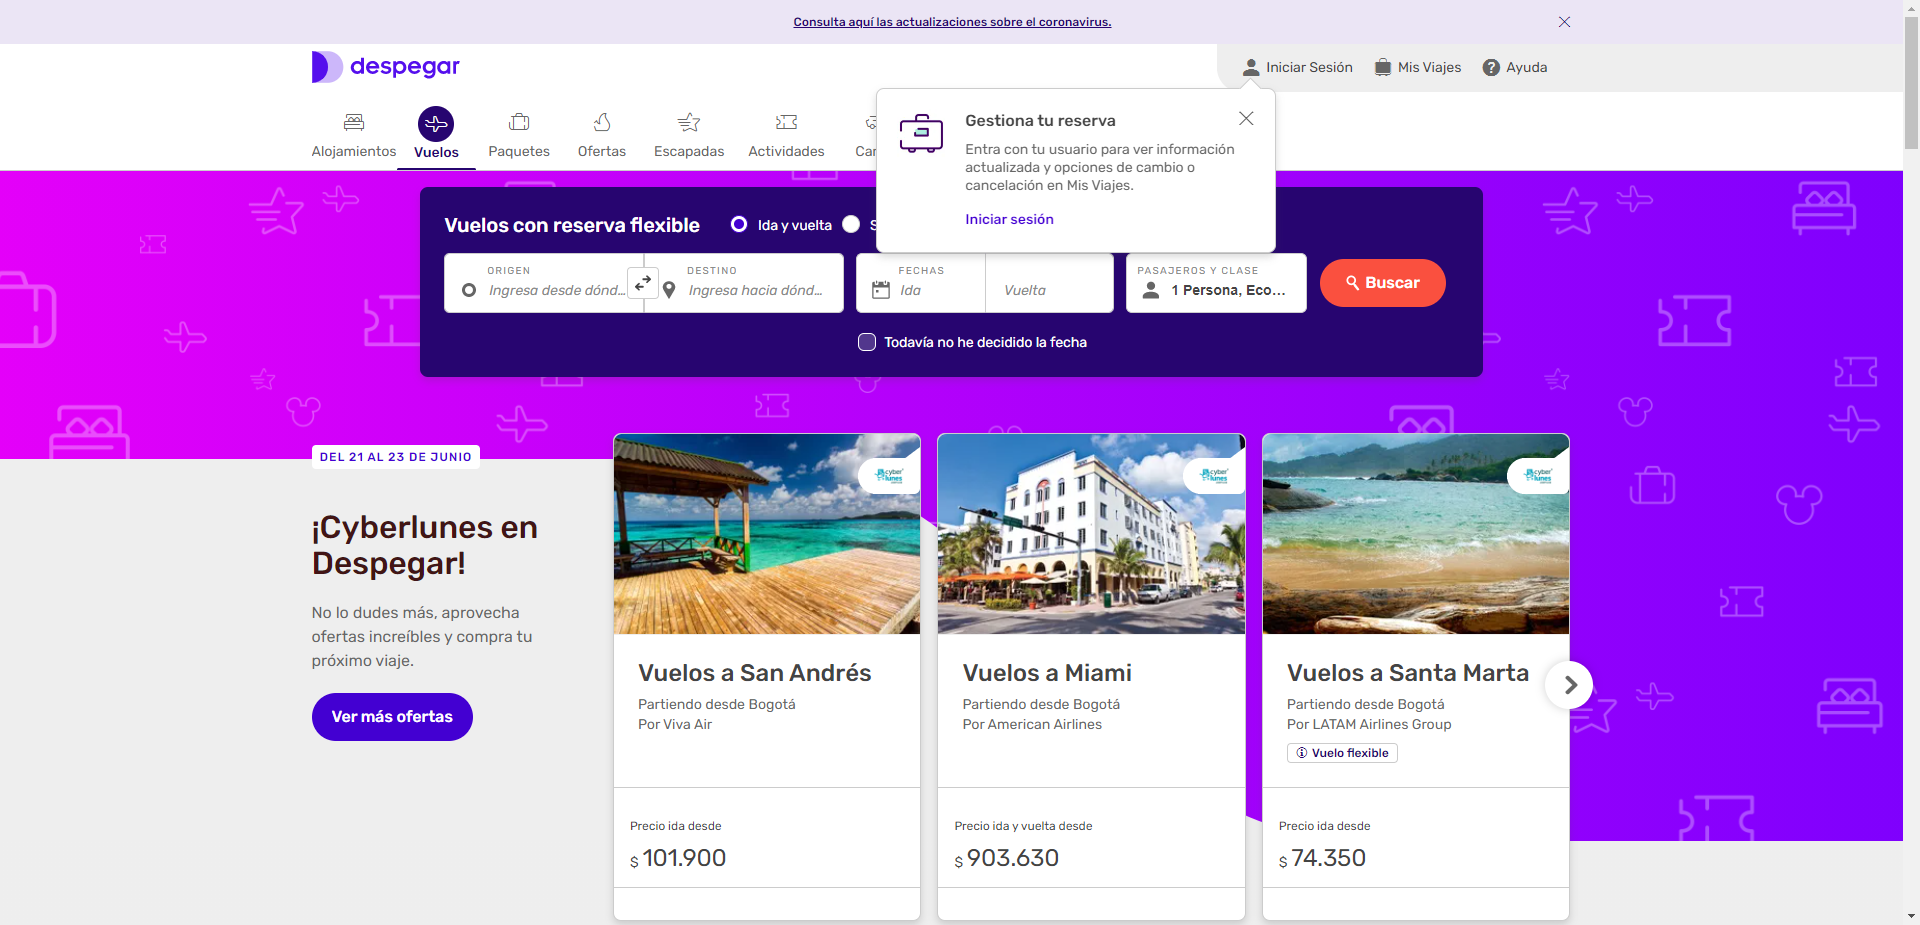 Consulta aquí las actualizaciones sobre el coronavirus.
despegar
Iniciar Sesión
Mis Viajes
Ayuda
Alojamientos
Vuelos
Paquetes
Ofertas
Escapadas
Actividades
Gestiona tu reserva
Entra con tu usuario para ver información
actualizada y opciones de cambio o
cancelación en Mis Viajes.
Iniciar sesión
Vuelos con reserva flexible
Ida y vuelta
ORIGEN
Ingresa desde dónd...
DESTINO
Ingresa hacia dónd...
FECHAS
Ida
Vuelta
PASAJEROS Y CLASE
1 Persona, Eco...
Buscar
Todavía no he decidido la fecha
DEL 21 AL 23 DE JUNIO
¡Cyberlunes en
Despegar!
No lo dudes más, aprovecha
ofertas increíbles y compra tu
próximo viaje.
Ver más ofertas
cyber
lunes
Vuelos a San Andrés
Partiendo desde Bogotá
Por Viva Air
Precio ida desde
$ 101.900
cyber
lunes
Vuelos a Miami
Partiendo desde Bogotá
Por American Airlines
Precio ida y vuelta desde
$ 903.630
cyber
lunes
Vuelos a Santa Marta
Partiendo desde Bogotá
Por LATAM Airlines Group
Vuelo flexible
Precio ida desde
$ 74.350